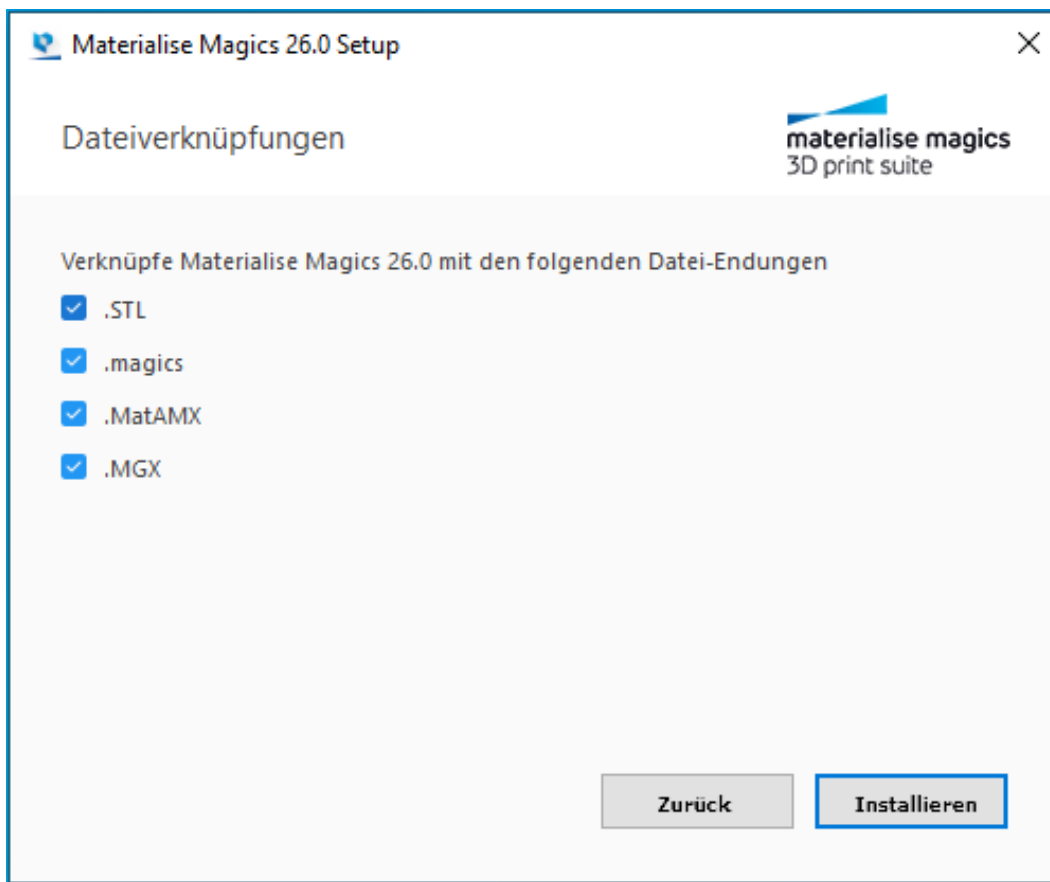 Materialise Magics 26.0 Setup
Dateiverknüpfungen
materialise magics
3D print suite
Verknüpfe Materialise Magics 26.0 mit den folgenden Datei-Endungen
.STL
.magics
.MatAMX
.MGX
Zurück
Installieren